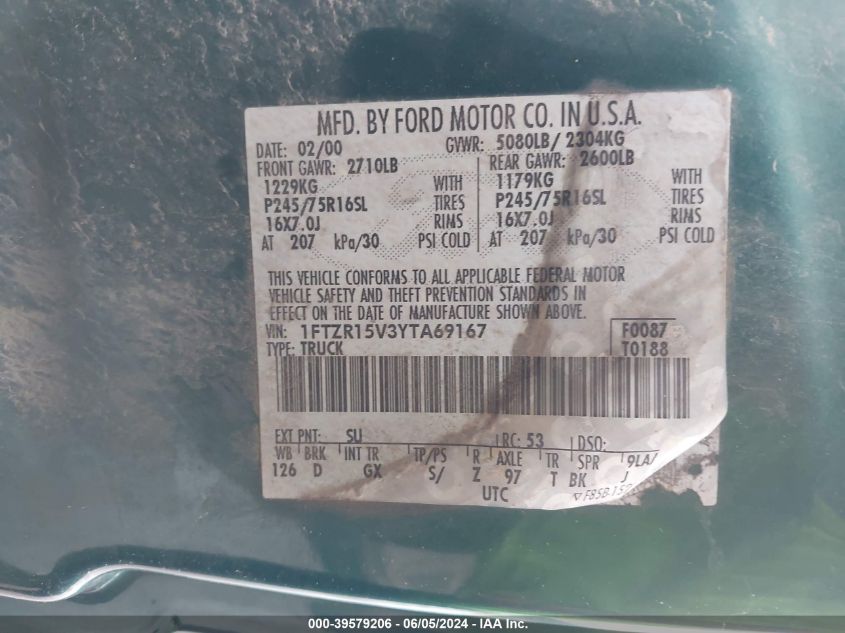 MFD. BY FORD MOTOR CO. IN U.S.A.
DATE: 02/00 GVWR: 5080LB/ 2304KG
FRONT GAWR: 2710LB REAR GAWR: 2600LB
1229KG WITH 1179KG WITH
P245/75R16SL TIRES P245/75R16SL TIRES
16X7.0J RIMS 16X7.0J RIMS
AT 207 kPa/30 PSI COLD AT 207 kPa/30 PSI COLD
THIS VEHICLE CONFORMS TO ALL APPLICABLE FEDERAL MOTOR
VEHICLE SAFETY AND THEFT PREVENTION STANDARDS IN
EFFECT ON THE DATE OF MANUFACTURE SHOWN ABOVE.
VIN: 1FTZR15V3YTA69167 F0087
TYPE: TRUCK T0188
EXT PNT: SU RC: 53 DSO:
WB BRK INT TR TP/PS R AXLE TR SPR 9LA/
126 D GX S/ Z 97 T BK J
UTC
000-39579206 - 06/05/2024 - IAA Inc.